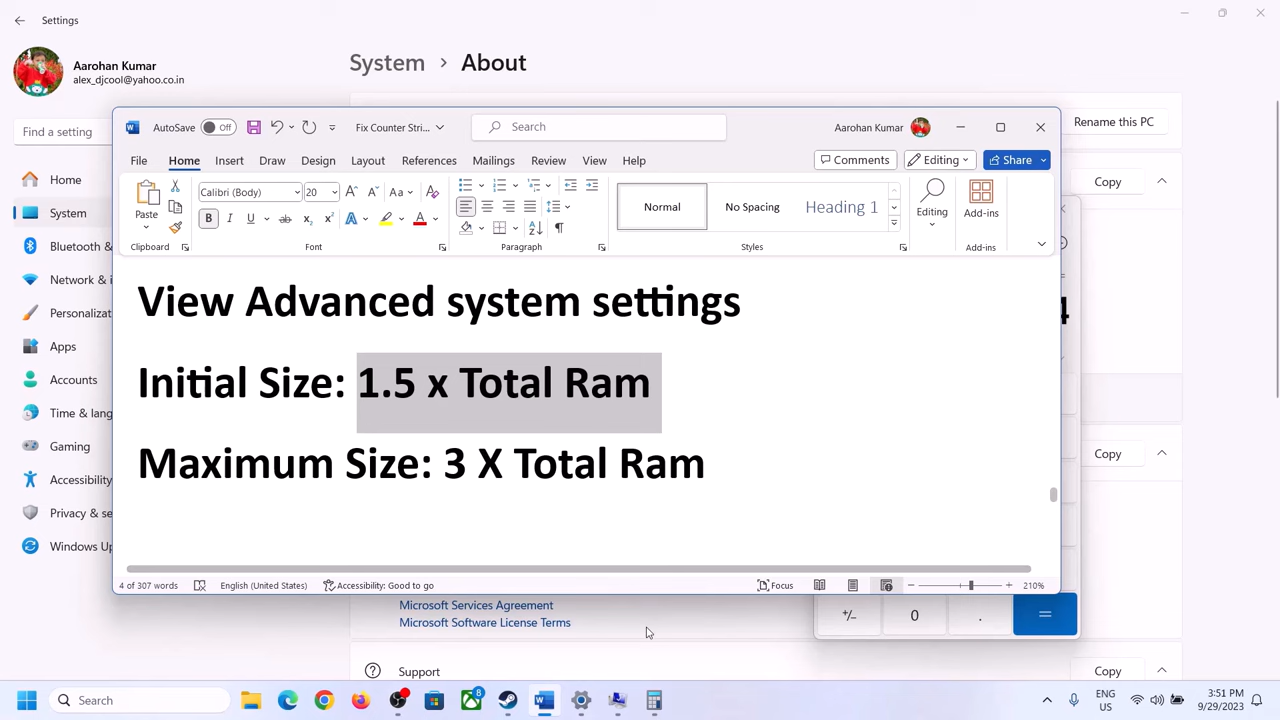 Settings
Aarohan Kumar
alex_djcool@yahoo.co.in
System > About
Find a setting
Rename this PC
Copy
Home
System
Bluetooth &
Network & i
Personalizat
Apps
Accounts
Time & lang
Gaming
Accessibility
Privacy & se
Windows Up
AutoSave Off
Fix Counter Stri...
Search
Aarohan Kumar
File Home Insert Draw Design Layout References Mailings Review View Help
Comments Editing Share
Paste
Calibri (Body) 20
Aa
Normal
No Spacing
Heading 1
Editing
Add-ins
Clipboard Font Paragraph Styles Add-ins
View Advanced system settings
Initial Size: 1.5 x Total Ram
Maximum Size: 3 X Total Ram
4 of 307 words English (United States) Accessibility: Good to go Focus 210%
4
Copy
Microsoft Services Agreement
Microsoft Software License Terms
+/- 0 . =
Support
Copy
Search
8
ENG
US
3:51 PM
9/29/2023